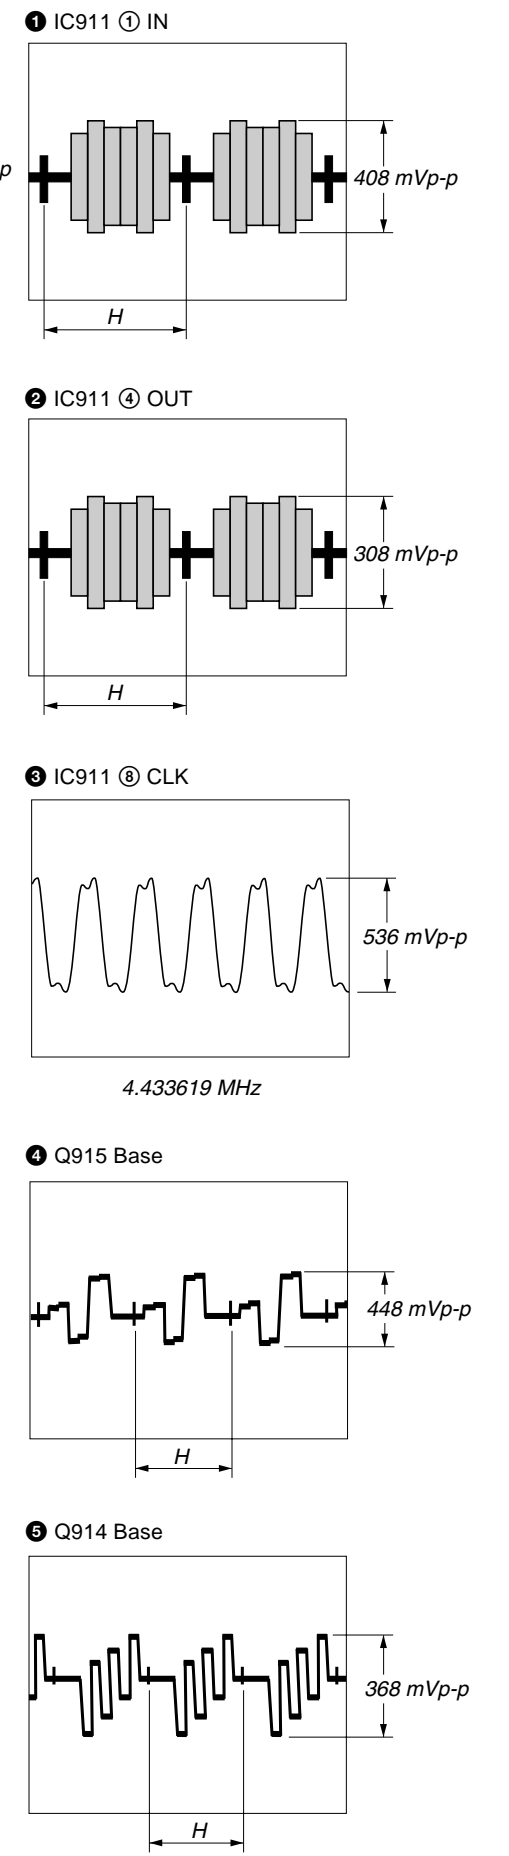 ❶ IC911 ① IN
p
408 mVp-p
H
❷ IC911 ④ OUT
308 mVp-p
H
❸ IC911 ⑧ CLK
536 mVp-p
4.433619 MHz
❹ Q915 Base
448 mVp-p
H
❺ Q914 Base
368 mVp-p
H